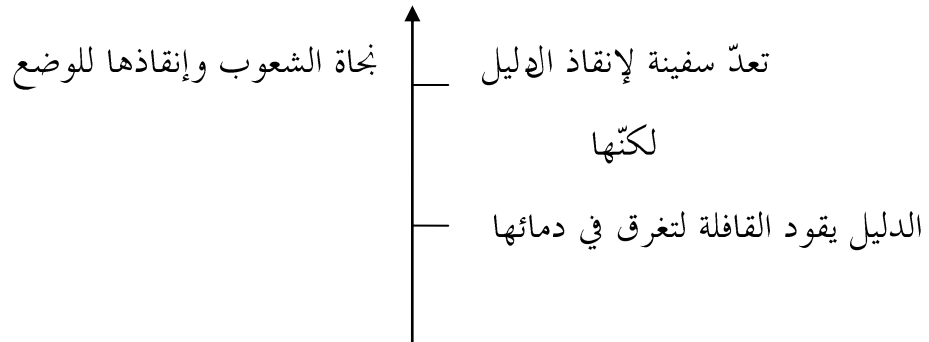 تعدّ سفينة لإنقاذ الدليل
نجاة الشعوب وإنقاذها للوضع
لكنّها
الدليل يقود القافلة لتغرق في دمائها